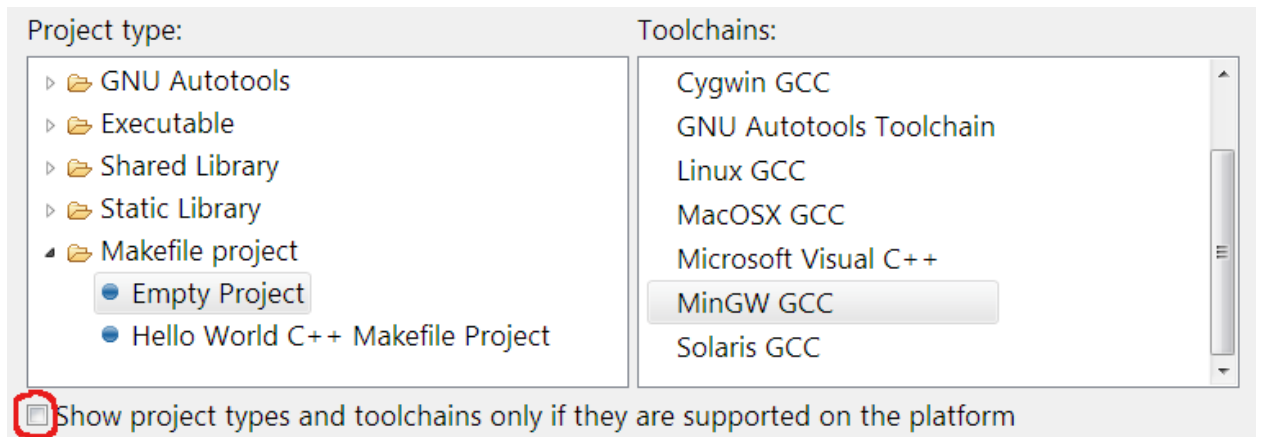 Project type:
GNU Autotools
Executable
Shared Library
Static Library
Makefile project
Empty Project
Hello World C++ Makefile Project
Toolchains:
Cygwin GCC
GNU Autotools Toolchain
Linux GCC
MacOSX GCC
Microsoft Visual C++
MinGW GCC
Solaris GCC
Show project types and toolchains only if they are supported on the platform